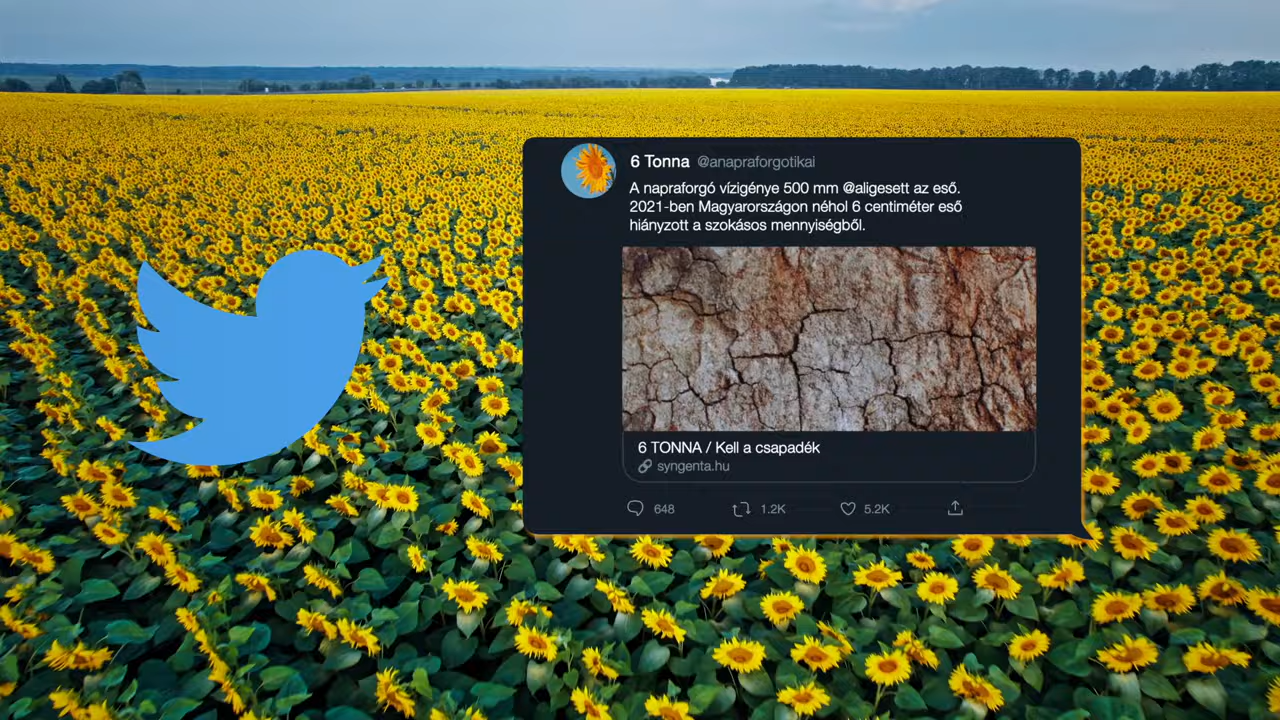 6 Tonna @anapraforgotikai
A napraforgó vízigénye 500 mm @aligesett az eső.
2021-ben Magyarországon néhol 6 centiméter eső
hiányzott a szokásos mennyiségből.
6 TONNA / Kell a csapadék
syngenta.hu
648 1.2K 5.2K